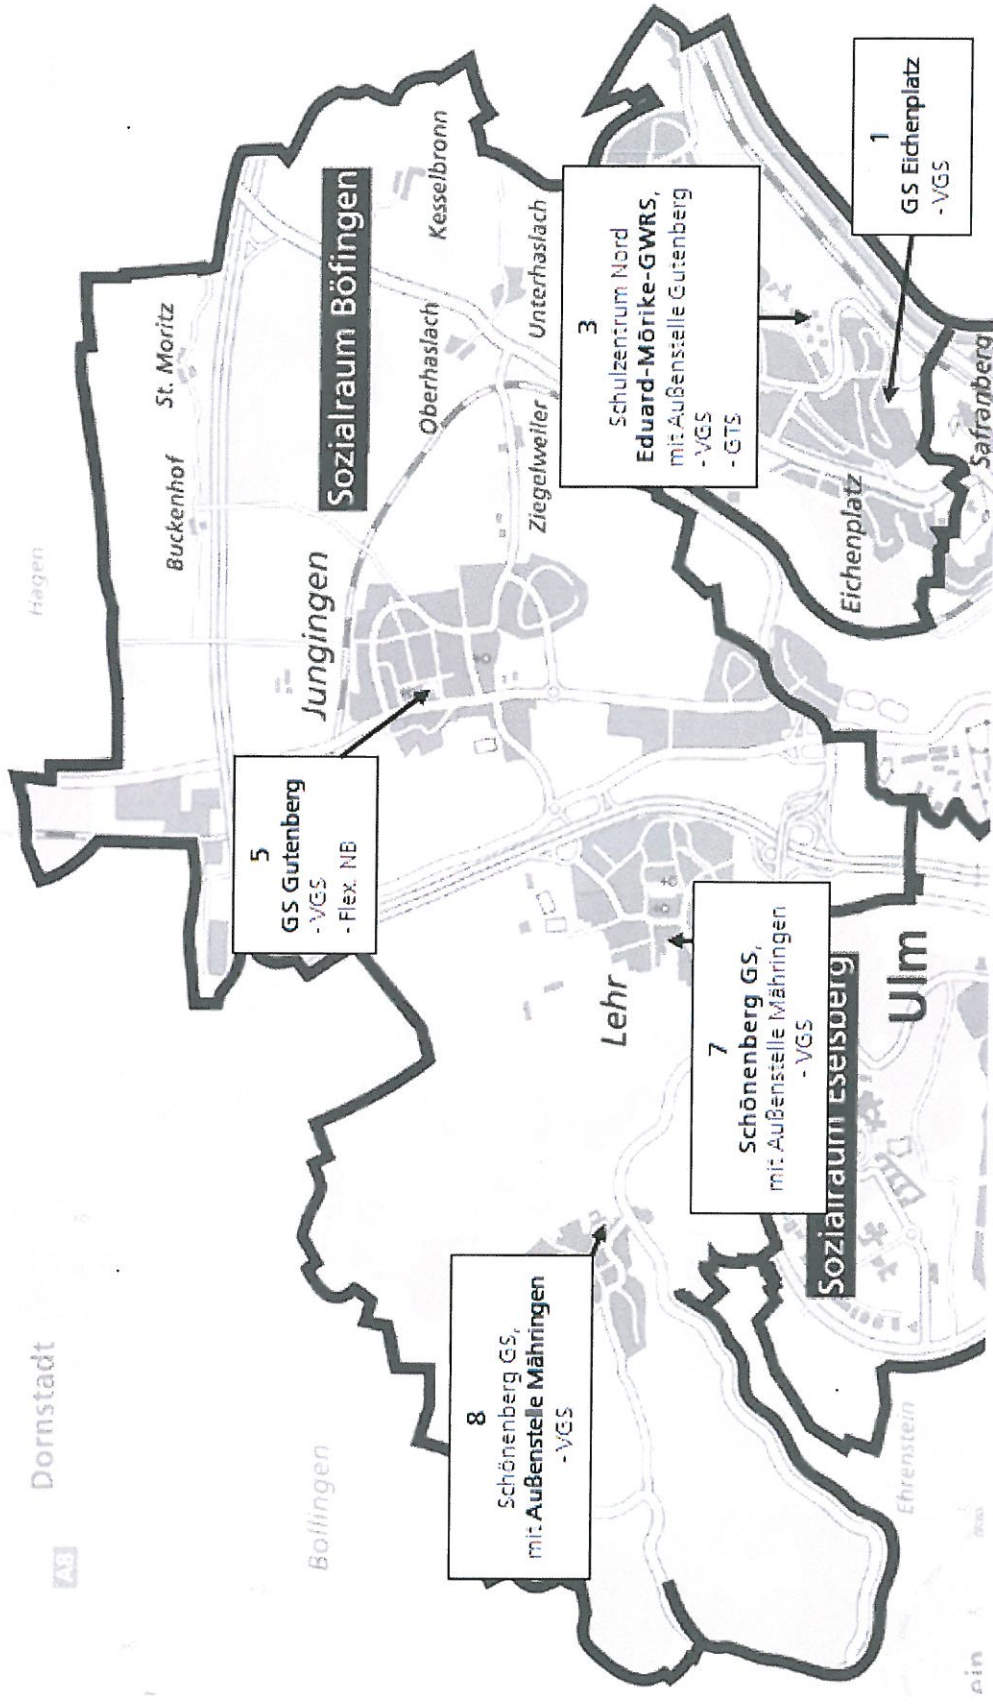 A8
Dornstadt
Hagen
Bollingen
Buckenhof
St. Moritz
5
GS Gutenberg
- VGS
- Flex. NB
Jungingen
Sozialraum Böfingen
Oberhaslach
Kesselbronn
8
Schönenberg GS,
mit Außenstelle Mähringen
- VGS
Lehr
Ziegelweiler
Unterhaslach
3
Schulzentrum Nord
Eduard-Mörike-GWRS,
mit Außenstelle Gutenberg
- VGS
- GTS
7
Schönenberg GS,
mit Außenstelle Mähringen
- VGS
Sozialraum Eselsberg
Eichenplatz
1
GS Eichenplatz
- VGS
Ehrenstein
Ulm
Safranberg